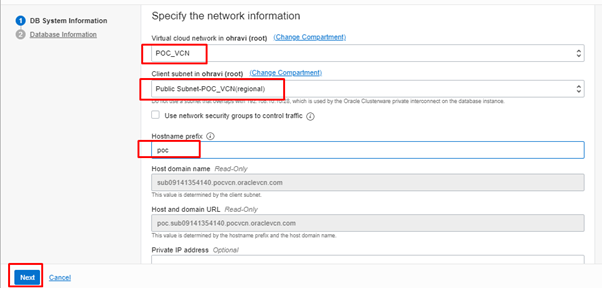 1 DB System Information
2 Database Information
Specify the network information
Virtual cloud network in ohravi (root) (Change Compartment)
POC_VCN
Client subnet in ohravi (root) (Change Compartment)
Public Subnet-POC_VCN(regional)
Do not use a subnet that overlaps with 192.168.16.16/28, which is used by the Oracle Clusterware private interconnect on the database instance.
Use network security groups to control traffic
Hostname prefix
poc
Host domain name Read-Only
sub09141354140.pocvcn.oraclevcn.com
This value is determined by the client subnet.
Host and domain URL Read-Only
poc.sub09141354140.pocvcn.oraclevcn.com
This value is determined by the hostname prefix and the host domain name.
Private IP address Optional
Next Cancel